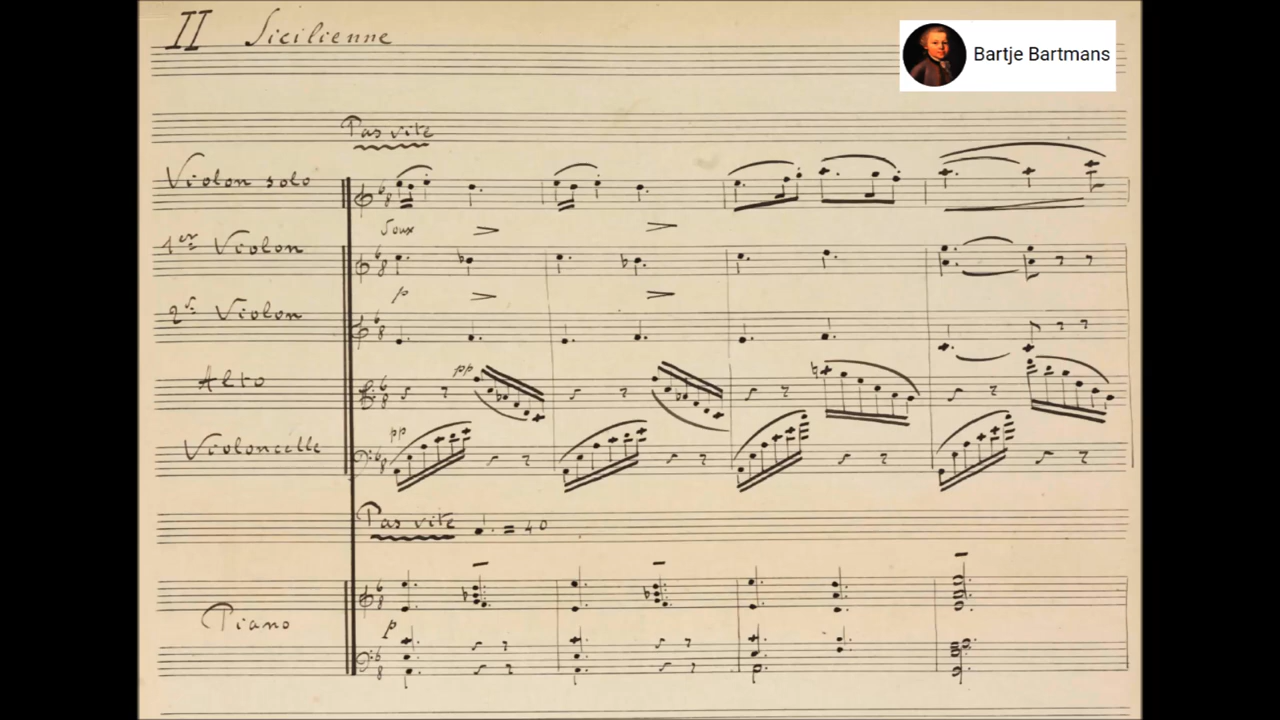 II Sicilienne
Bartje Bartmans
Pas vite
Violon solo
doux
1er Violon
p
2d Violon
Alto
pp
Violoncelle
pp
Pas vite ♩. = 40
Piano
p